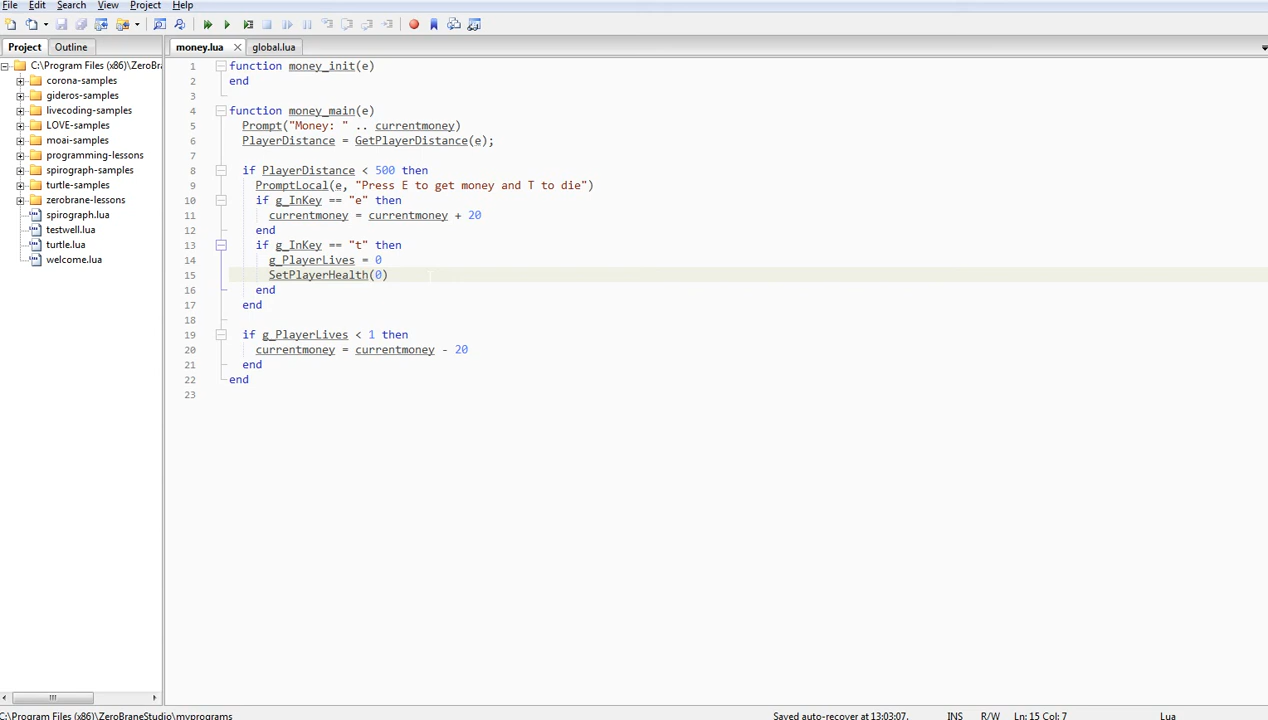 File Edit Search View Project Help
Project Outline money.lua global.lua
C:\Program Files (x86)\ZeroBra
corona-samples
gideros-samples
livecoding-samples
LOVE-samples
moai-samples
programming-lessons
spirograph-samples
turtle-samples
zerobrane-lessons
spirograph.lua
testwell.lua
turtle.lua
welcome.lua
1 function money_init(e)
2 end
3
4 function money_main(e)
5 Prompt("Money: " .. currentmoney)
6 PlayerDistance = GetPlayerDistance(e);
7
8 if PlayerDistance < 500 then
9 PromptLocal(e, "Press E to get money and T to die")
10 if g_InKey == "e" then
11 currentmoney = currentmoney + 20
12 end
13 if g_InKey == "t" then
14 g_PlayerLives = 0
15 SetPlayerHealth(0)
16 end
17 end
18
19 if g_PlayerLives < 1 then
20 currentmoney = currentmoney - 20
21 end
22 end
23
C:\Program Files (x86)\ZeroBraneStudio\myprograms Saved auto-recover at 13:03:07. INS R/W Ln: 15 Col: 7 Lua